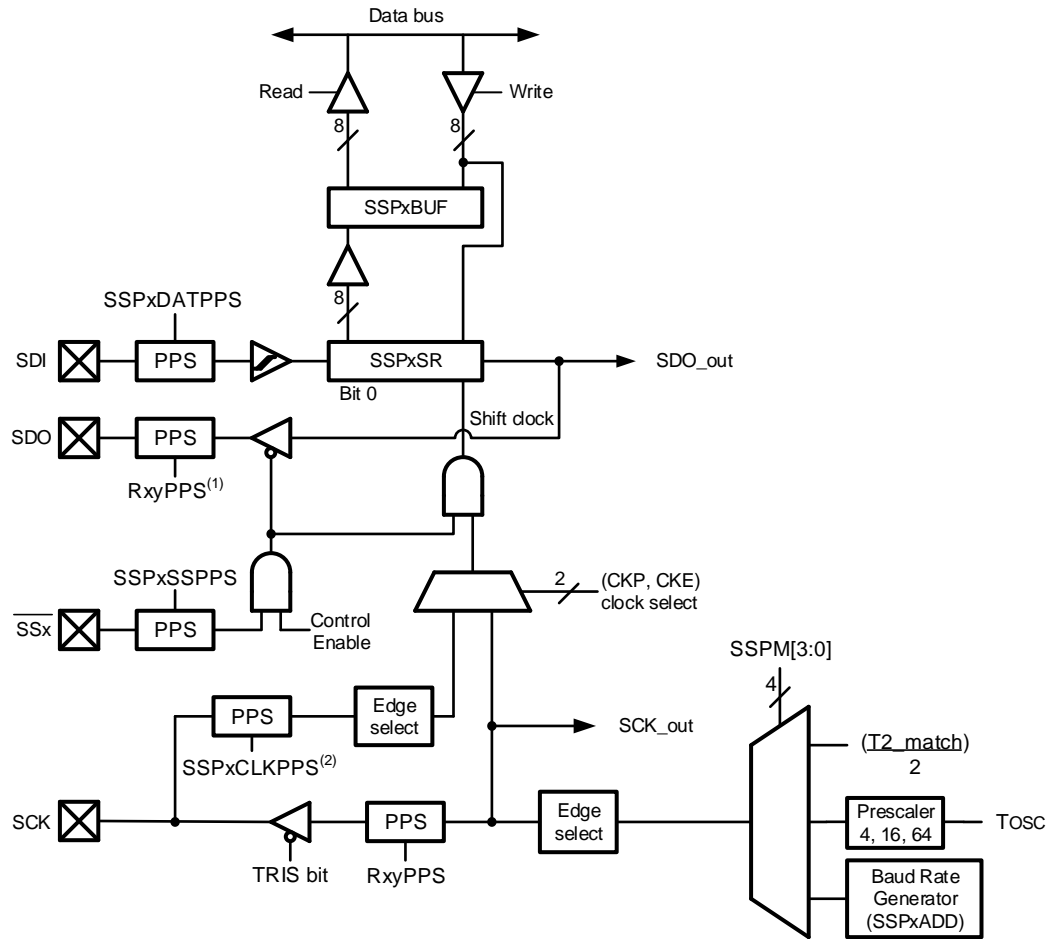 Data bus
Read
Write
8
8
SSPxBUF
8
SSPxDATPPS
SDI
PPS
SSPxSR
SDO_out
Bit 0
Shift clock
SDO
PPS
RxyPPS(1)
SSPxSSPPS
2
(CKP, CKE)
clock select
SSx
PPS
Control
Enable
SSPM[3:0]
4
PPS
Edge
select
SCK_out
(T2_match)
2
SSPxCLKPPS(2)
SCK
PPS
Edge
select
Prescaler
4, 16, 64
TOSC
TRIS bit
RxyPPS
Baud Rate
Generator
(SSPxADD)